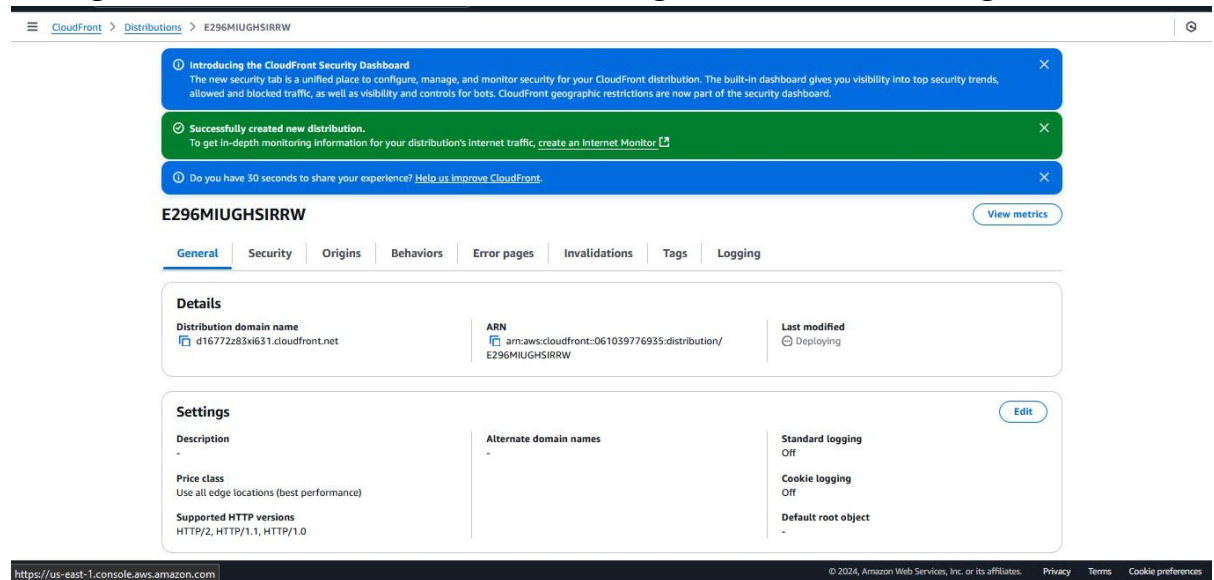 CloudFront > Distributions > E296MIUGHSIRRW
Introducing the CloudFront Security Dashboard
The new security tab is a unified place to configure, manage, and monitor security for your CloudFront distribution. The built-in dashboard gives you visibility into top security trends,
allowed and blocked traffic, as well as visibility and controls for bots. CloudFront geographic restrictions are now part of the security dashboard.
Successfully created new distribution.
To get in-depth monitoring information for your distribution's internet traffic, create an Internet Monitor
Do you have 30 seconds to share your experience? Help us improve CloudFront.
E296MIUGHSIRRW
View metrics
General Security Origins Behaviors Error pages Invalidations Tags Logging
Details
Distribution domain name
d16772z83xi631.cloudfront.net
ARN
arn:aws:cloudfront::061039776935:distribution/
E296MIUGHSIRRW
Last modified
Deploying
Settings
Edit
Description
-
Price class
Use all edge locations (best performance)
Supported HTTP versions
HTTP/2, HTTP/1.1, HTTP/1.0
Alternate domain names
-
Standard logging
Off
Cookie logging
Off
Default root object
-
https://us-east-1.console.aws.amazon.com
© 2024, Amazon Web Services, Inc. or its affiliates. Privacy Terms Cookie preferences